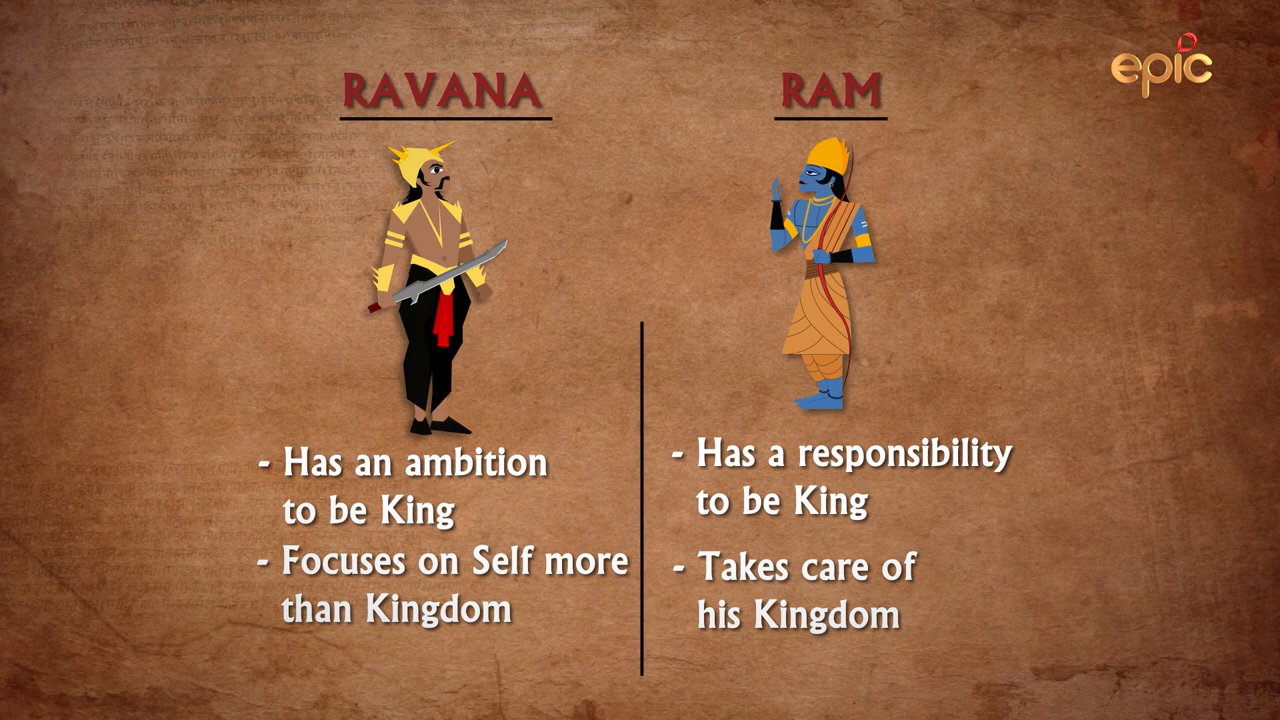 RAVANA
- Has an ambition
to be King
- Focuses on Self more
than Kingdom
RAM
- Has a responsibility
to be King
- Takes care of
his Kingdom
epic